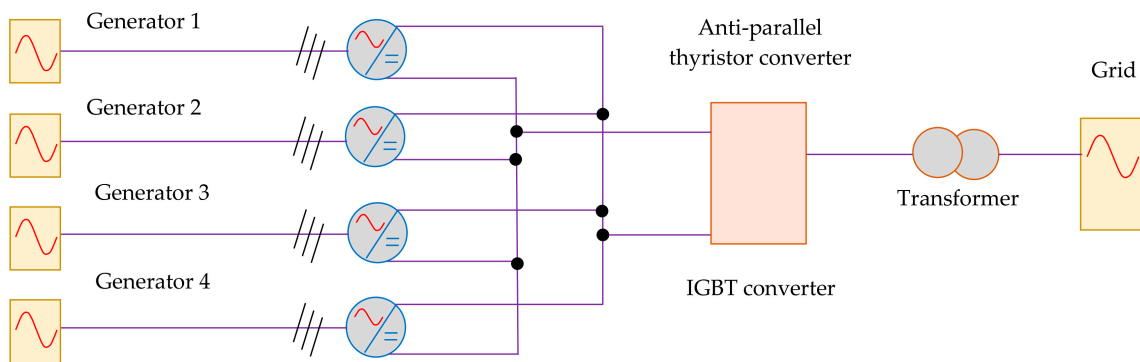 Generator 1
Generator 2
Generator 3
Generator 4
Anti-parallel
thyristor converter
IGBT converter
Transformer
Grid